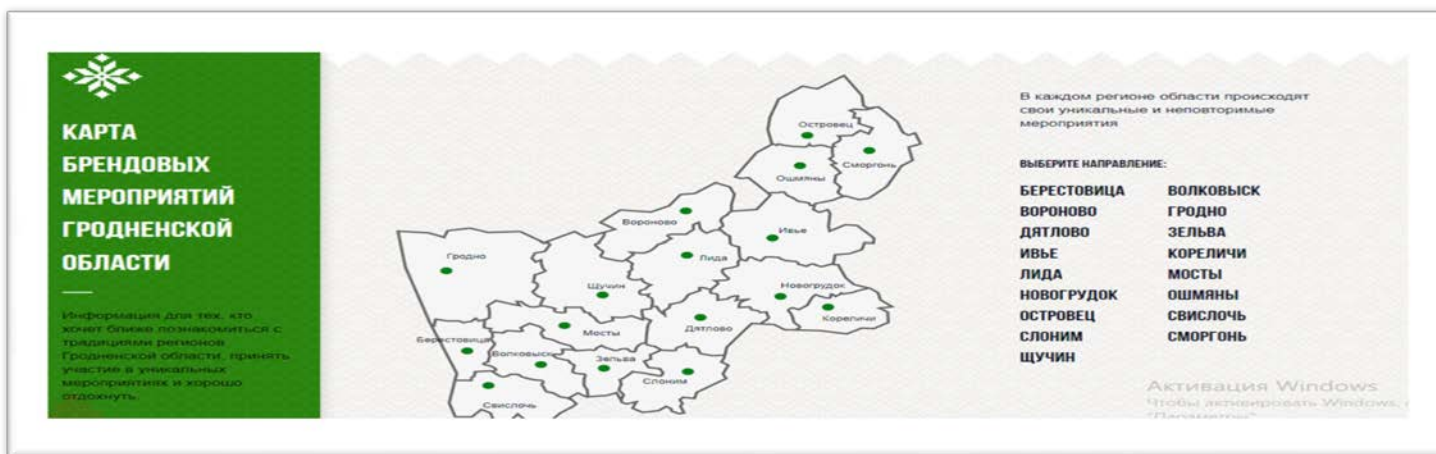 КАРТА
БРЕНДОВЫХ
МЕРОПРИЯТИЙ
ГРОДНЕНСКОЙ
ОБЛАСТИ
Информация для тех, кто
хочет ближе познакомиться с
традициями регионов
Гродненской области, принять
участие в уникальных
мероприятиях и хорошо
отдохнуть.
Островец
Сморгонь
Ошмяны
Вороново
Ивье
Гродно
Лида
Щучин
Новогрудок
Кореличи
Мосты
Дятлово
Берестовица
Волковыск
Зельва
Слоним
Свислочь
В каждом регионе области происходят
свои уникальные и неповторимые
мероприятия
ВЫБЕРИТЕ НАПРАВЛЕНИЕ:
БЕРЕСТОВИЦА ВОЛКОВЫСК
ВОРОНОВО ГРОДНО
ДЯТЛОВО ЗЕЛЬВА
ИВЬЕ КОРЕЛИЧИ
ЛИДА МОСТЫ
НОВОГРУДОК ОШМЯНЫ
ОСТРОВЕЦ СВИСЛОЧЬ
СЛОНИМ СМОРГОНЬ
ЩУЧИН
Активация Windows
Чтобы активировать Windows,
"Параметры"